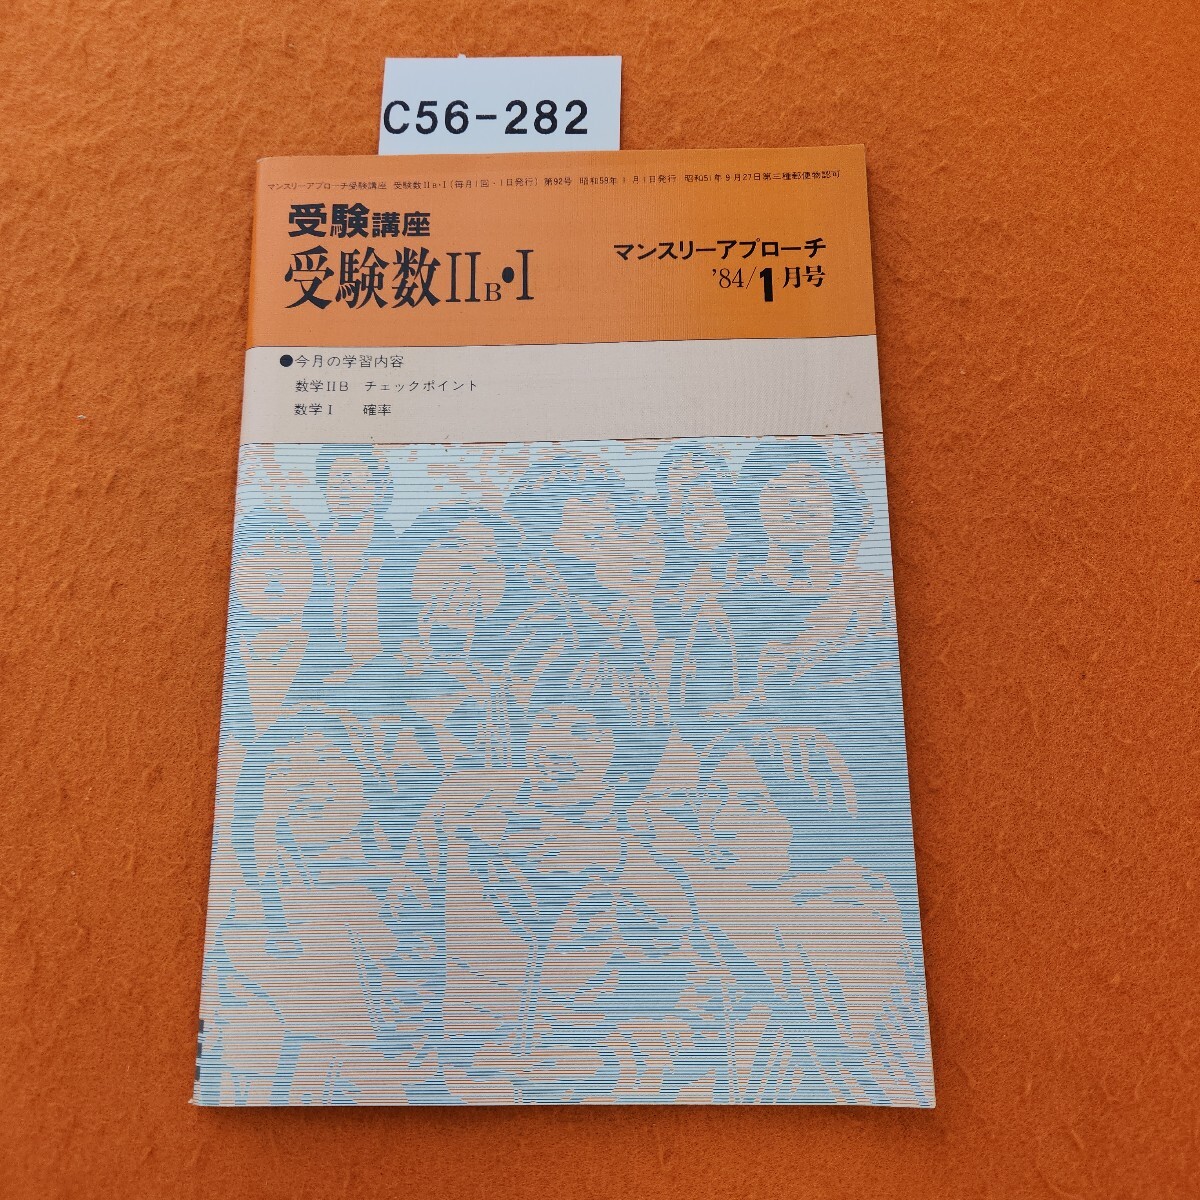 C56-282
マンスリーアプローチ受験講座 受験数IIB・I(毎月1回・1日発行) 第92号 昭和59年1月1日発行 昭和51年9月27日第三種郵便物認可
受験講座
受験数IIB・I
マンスリーアプローチ
'84/1月号
●今月の学習内容
数学IIB チェックポイント
数学I 確率